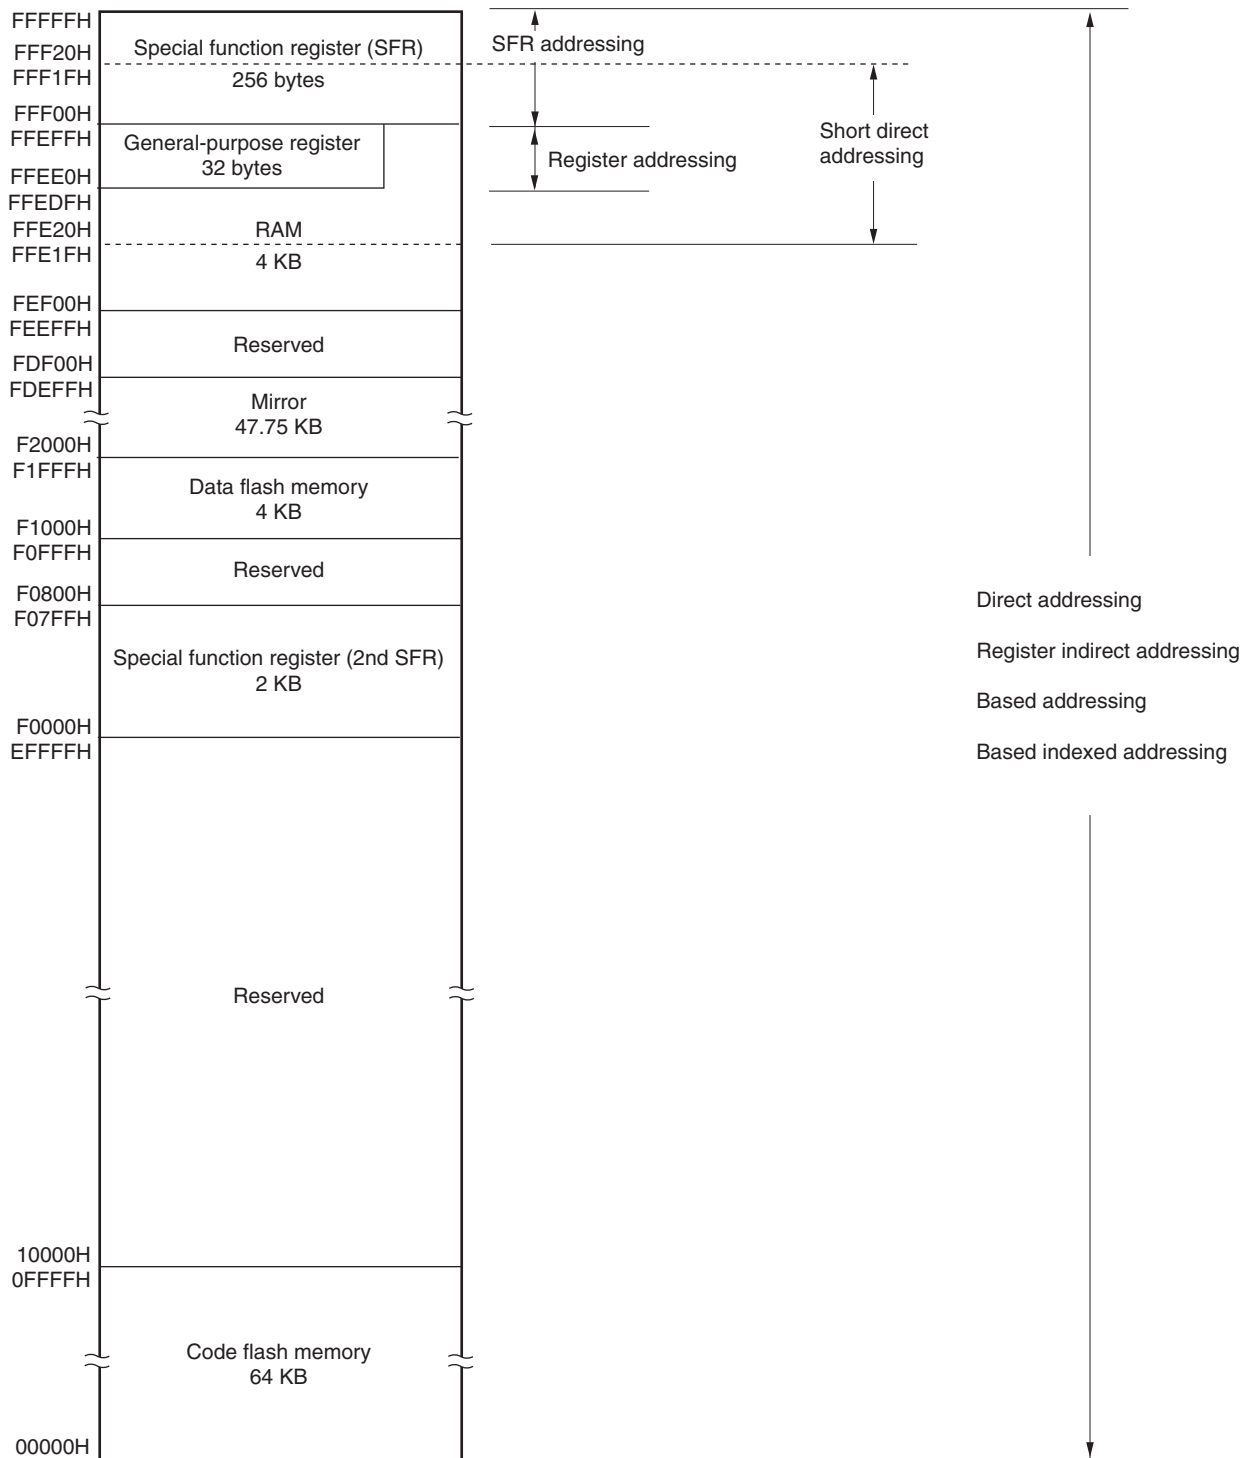 FFFFFH
SFR addressing
FFF20H
Special function register (SFR)
FFF1FH
256 bytes
FFF00H
FFEFFH
General-purpose register
32 bytes
Short direct
addressing
Register addressing
FFEE0H
FFEDFH
FFE20H
RAM
FFE1FH
4 KB
FEF00H
FEEFFH
Reserved
FDF00H
FDEFFH
Mirror
47.75 KB
F2000H
F1FFFH
Data flash memory
4 KB
F1000H
F0FFFH
Reserved
F0800H
F07FFH
Direct addressing
Register indirect addressing
Based addressing
Based indexed addressing
Special function register (2nd SFR)
2 KB
F0000H
EFFFFH
Reserved
10000H
0FFFFH
Code flash memory
64 KB
00000H